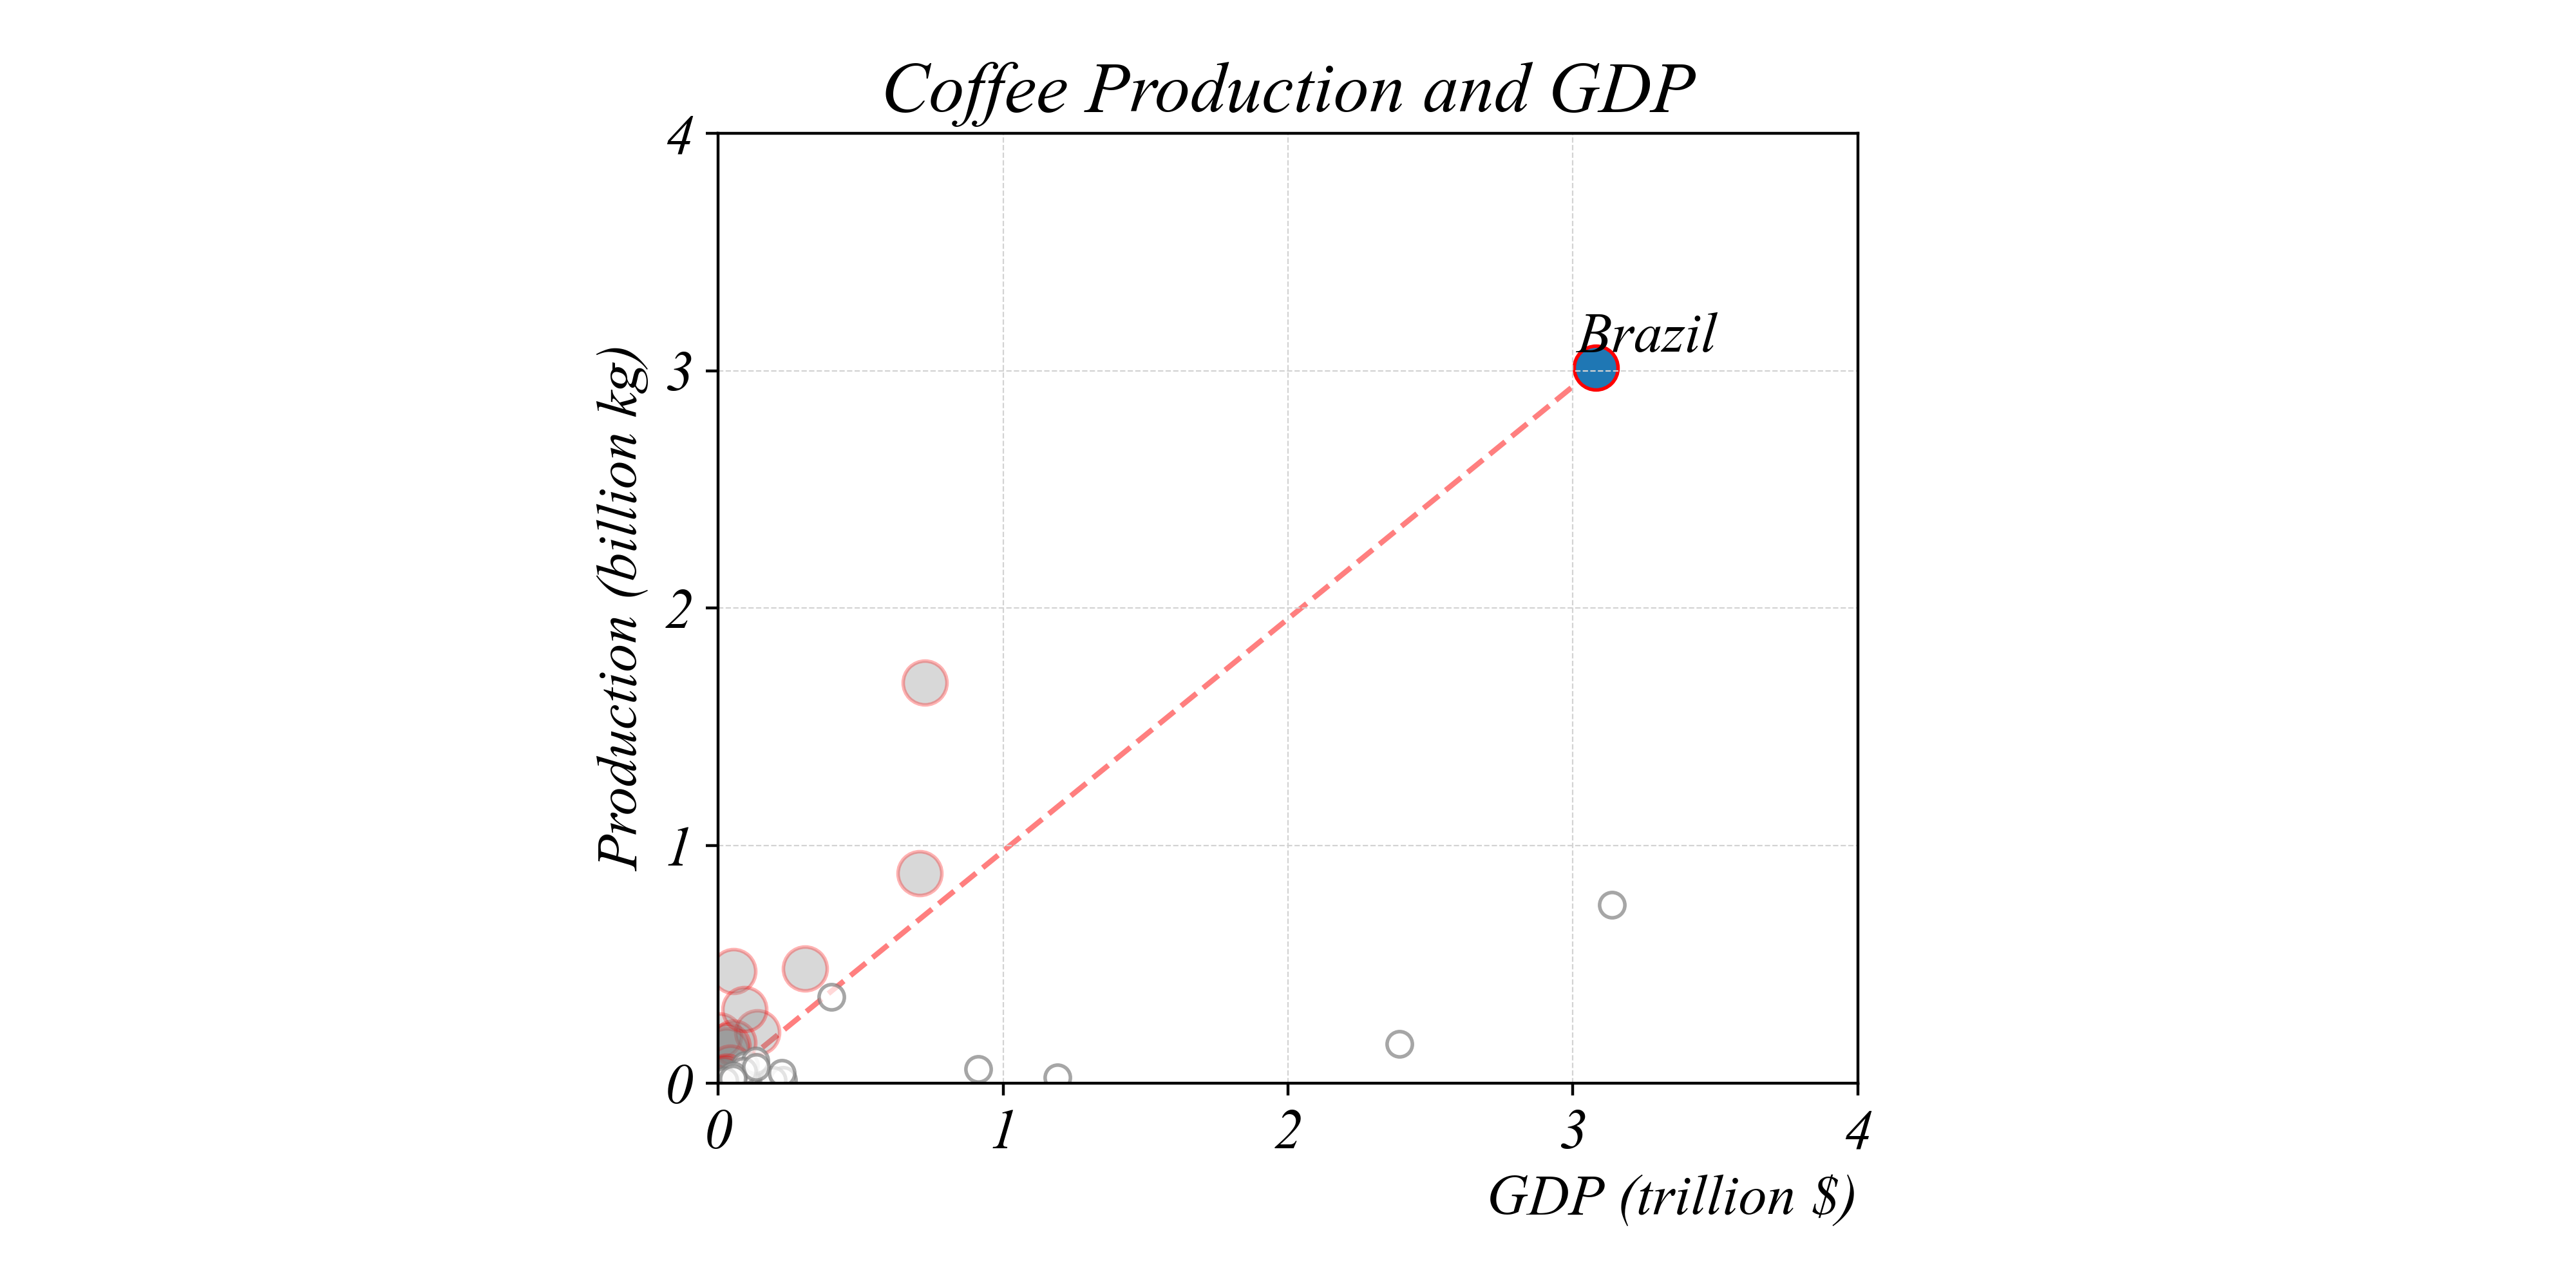 Coffee Production and GDP
4
3
2
1
0
Production (billion kg)
Brazil
0 1 2 3 4
GDP (trillion $)